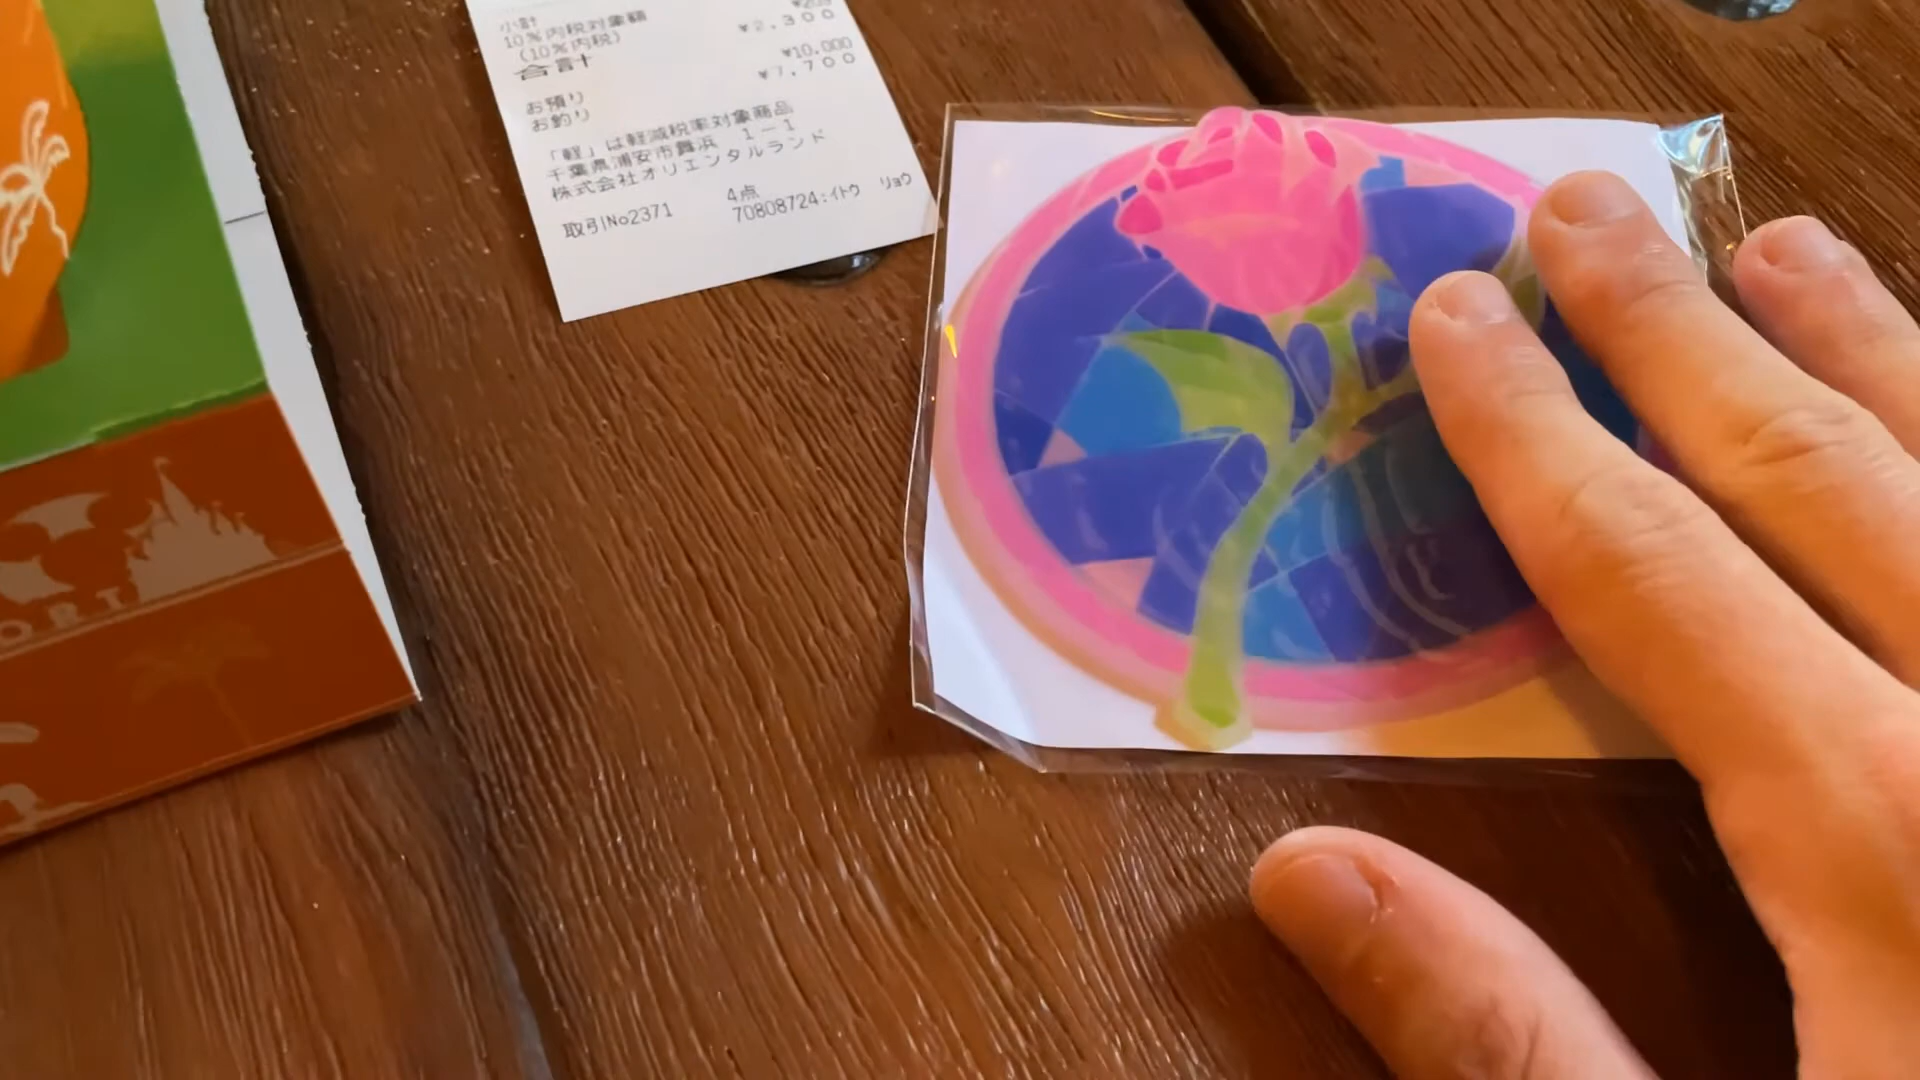 小計
10%内税対象額
(10%内税) ¥209
合計 ¥2,300
お預り ¥10,000
お釣り ¥7,700
「軽」は軽減税率対象商品
千葉県浦安市舞浜 1-1
株式会社オリエンタルランド
4点
取引No2371 70808724:イトウ リョウ
ORT